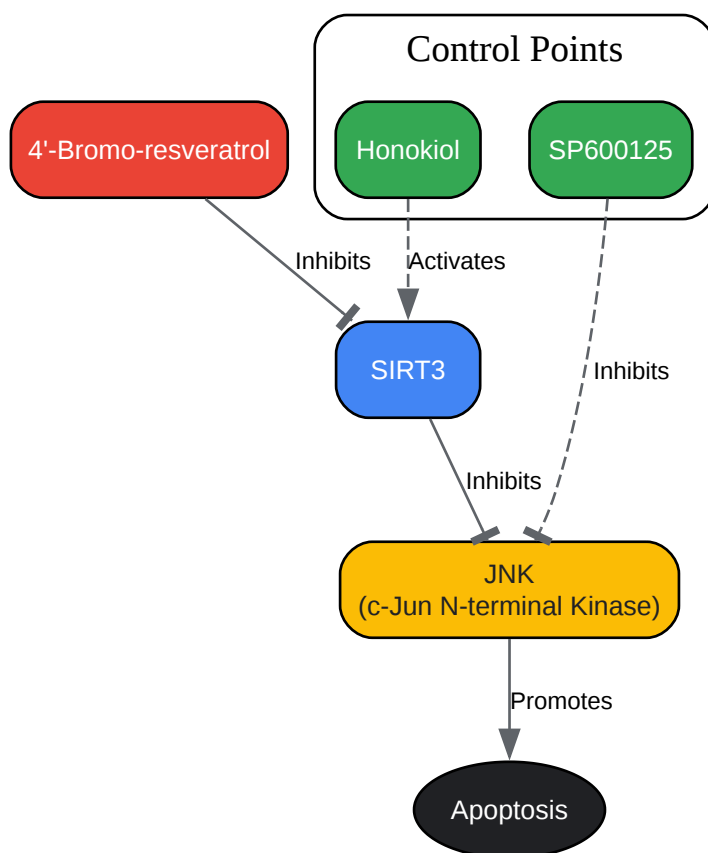 Control Points
4'-Bromo-resveratrol
Honokiol
SP600125
Inhibits
Activates
SIRT3
Inhibits
Inhibits
JNK
(c-Jun N-terminal Kinase)
Promotes
Apoptosis